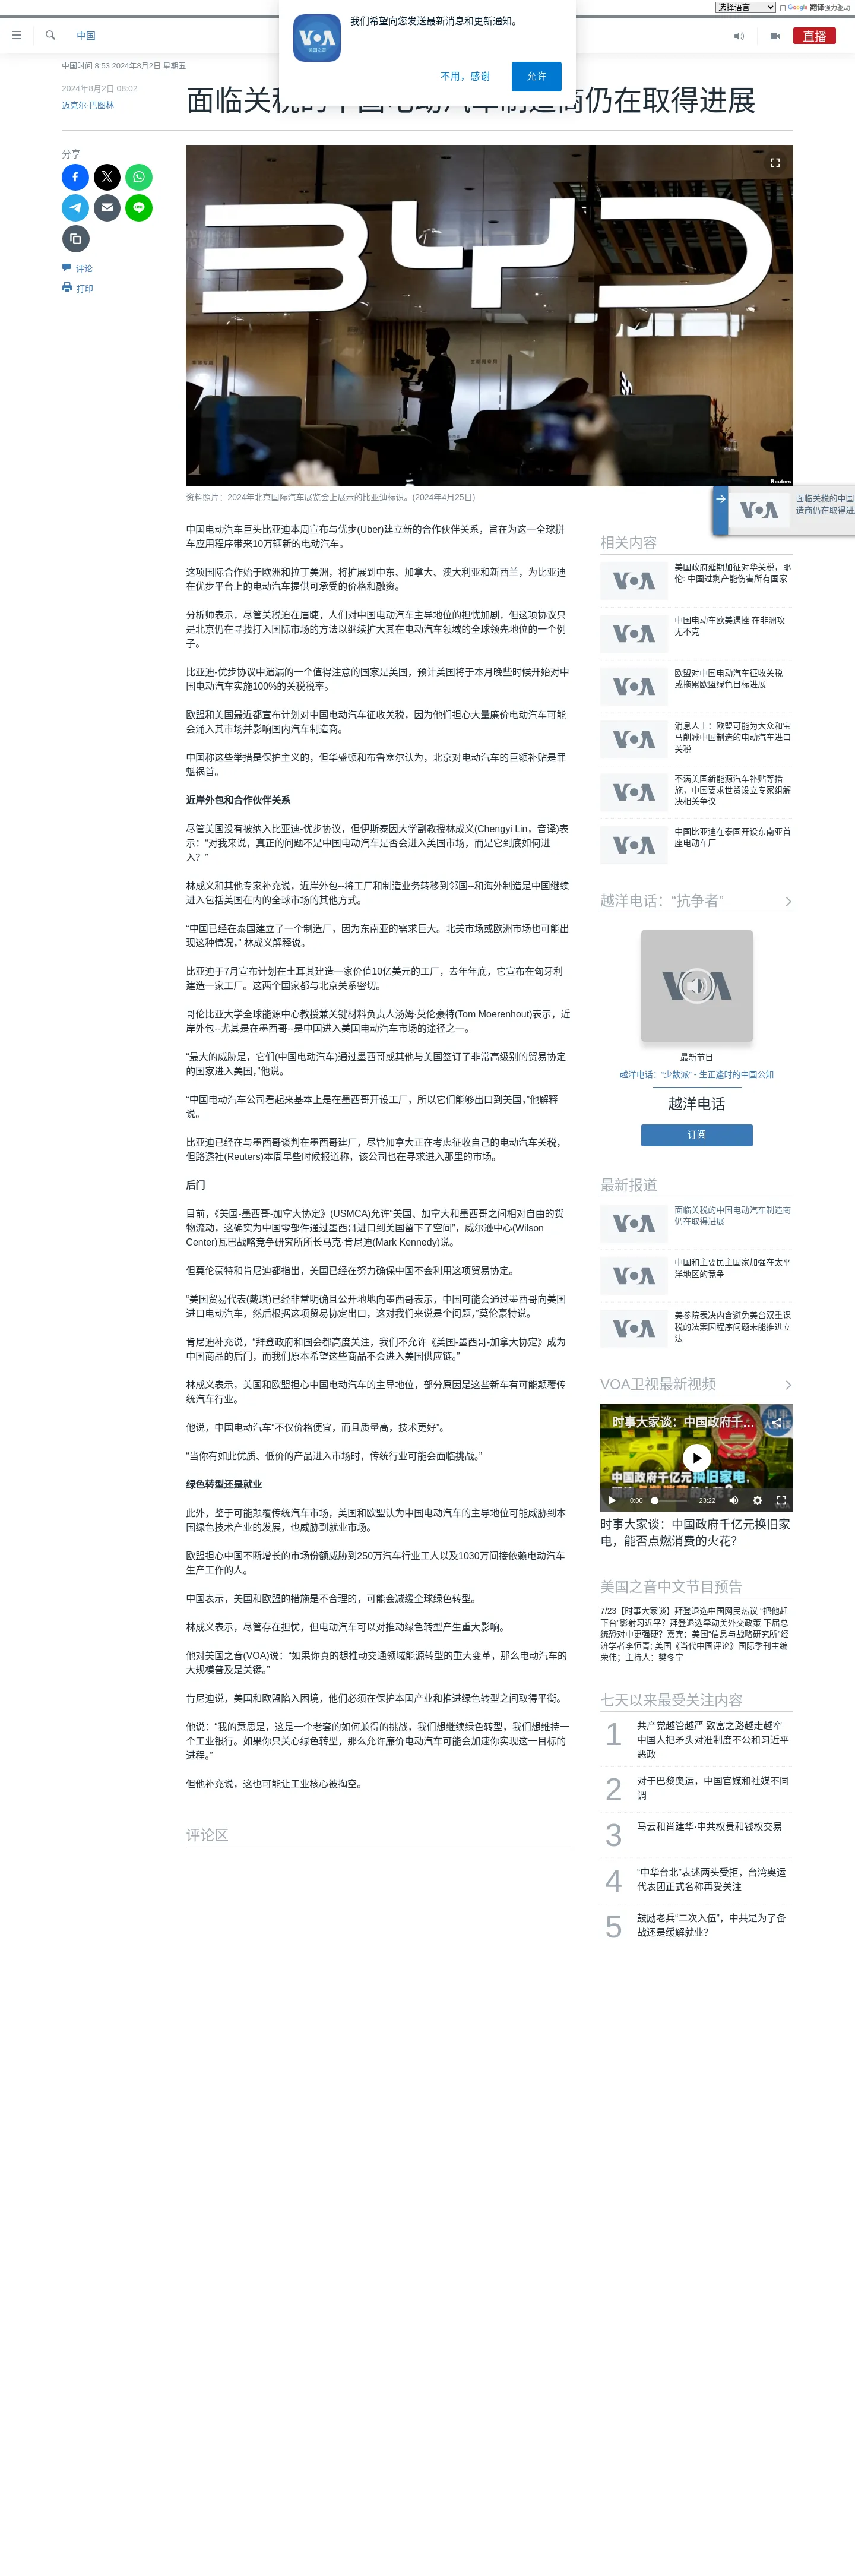 选择语言 由 Google 翻译强力驱动
VOA
美国之音
我们希望向您发送最新消息和更新通知。
不用，感谢
允许
中国
直播
中国时间 8:53 2024年8月2日 星期五
2024年8月2日 08:02
迈克尔·巴图林
面临关税的中国电动汽车制造商仍在取得进展
分享
评论
打印
BYD
Reuters
资料照片：2024年北京国际汽车展览会上展示的比亚迪标识。(2024年4月25日)
中国电动汽车巨头比亚迪本周宣布与优步(Uber)建立新的合作伙伴关系，旨在为这一全球拼
车应用程序带来10万辆新的电动汽车。
这项国际合作始于欧洲和拉丁美洲，将扩展到中东、加拿大、澳大利亚和新西兰，为比亚迪
在优步平台上的电动汽车提供可承受的价格和融资。
分析师表示，尽管关税迫在眉睫，人们对中国电动汽车主导地位的担忧加剧，但这项协议只
是北京仍在寻找打入国际市场的方法以继续扩大其在电动汽车领域的全球领先地位的一个例
子。
比亚迪-优步协议中遗漏的一个值得注意的国家是美国，预计美国将于本月晚些时候开始对中
国电动汽车实施100%的关税税率。
欧盟和美国最近都宣布计划对中国电动汽车征收关税，因为他们担心大量廉价电动汽车可能
会涌入其市场并影响国内汽车制造商。
中国称这些举措是保护主义的，但华盛顿和布鲁塞尔认为，北京对电动汽车的巨额补贴是罪
魁祸首。
近岸外包和合作伙伴关系
尽管美国没有被纳入比亚迪-优步协议，但伊斯泰因大学副教授林成义(Chengyi Lin，音译)表
示：“对我来说，真正的问题不是中国电动汽车是否会进入美国市场，而是它到底如何进
入？”
林成义和其他专家补充说，近岸外包--将工厂和制造业务转移到邻国--和海外制造是中国继续
进入包括美国在内的全球市场的其他方式。
“中国已经在泰国建立了一个制造厂，因为东南亚的需求巨大。北美市场或欧洲市场也可能出
现这种情况，” 林成义解释说。
比亚迪于7月宣布计划在土耳其建造一家价值10亿美元的工厂，去年年底，它宣布在匈牙利
建造一家工厂。这两个国家都与北京关系密切。
哥伦比亚大学全球能源中心教授兼关键材料负责人汤姆·莫伦豪特(Tom Moerenhout)表示，近
岸外包--尤其是在墨西哥--是中国进入美国电动汽车市场的途径之一。
“最大的威胁是，它们(中国电动汽车)通过墨西哥或其他与美国签订了非常高级别的贸易协定
的国家进入美国，”他说。
“中国电动汽车公司看起来基本上是在墨西哥开设工厂，所以它们能够出口到美国，”他解释
说。
比亚迪已经在与墨西哥谈判在墨西哥建厂，尽管加拿大正在考虑征收自己的电动汽车关税，
但路透社(Reuters)本周早些时候报道称，该公司也在寻求进入那里的市场。
后门
目前，《美国-墨西哥-加拿大协定》(USMCA)允许“美国、加拿大和墨西哥之间相对自由的货
物流动，这确实为中国零部件通过墨西哥进口到美国留下了空间”，威尔逊中心(Wilson
Center)瓦巴战略竞争研究所所长马克·肯尼迪(Mark Kennedy)说。
但莫伦豪特和肯尼迪都指出，美国已经在努力确保中国不会利用这项贸易协定。
“美国贸易代表(戴琪)已经非常明确且公开地地向墨西哥表示，中国可能会通过墨西哥向美国
进口电动汽车，然后根据这项贸易协定出口，这对我们来说是个问题，”莫伦豪特说。
肯尼迪补充说，“拜登政府和国会都高度关注，我们不允许《美国-墨西哥-加拿大协定》成为
中国商品的后门，而我们原本希望这些商品不会进入美国供应链。”
林成义表示，美国和欧盟担心中国电动汽车的主导地位，部分原因是这些新车有可能颠覆传
统汽车行业。
他说，中国电动汽车“不仅价格便宜，而且质量高，技术更好”。
“当你有如此优质、低价的产品进入市场时，传统行业可能会面临挑战。”
绿色转型还是就业
此外，鉴于可能颠覆传统汽车市场，美国和欧盟认为中国电动汽车的主导地位可能威胁到本
国绿色技术产业的发展，也威胁到就业市场。
欧盟担心中国不断增长的市场份额威胁到250万汽车行业工人以及1030万间接依赖电动汽车
生产工作的人。
中国表示，美国和欧盟的措施是不合理的，可能会减缓全球绿色转型。
林成义表示，尽管存在担忧，但电动汽车可以对推动绿色转型产生重大影响。
他对美国之音(VOA)说：“如果你真的想推动交通领域能源转型的重大变革，那么电动汽车的
大规模普及是关键。”
肯尼迪说，美国和欧盟陷入困境，他们必须在保护本国产业和推进绿色转型之间取得平衡。
他说：“我的意思是，这是一个老套的如何兼得的挑战，我们想继续绿色转型，我们想维持一
个工业银行。如果你只关心绿色转型，那么允许廉价电动汽车可能会加速你实现这一目标的
进程。”
但他补充说，这也可能让工业核心被掏空。
评论区
面临关税的中国
造商仍在取得进
相关内容
美国政府延期加征对华关税，耶
伦: 中国过剩产能伤害所有国家
中国电动车欧美遇挫 在非洲攻
无不克
欧盟对中国电动汽车征收关税
或拖累欧盟绿色目标进展
消息人士：欧盟可能为大众和宝
马削减中国制造的电动汽车进口
关税
不满美国新能源汽车补贴等措
施，中国要求世贸设立专家组解
决相关争议
中国比亚迪在泰国开设东南亚首
座电动车厂
越洋电话：“抗争者”
最新节目
越洋电话：“少数派” - 生正逢时的中国公知
越洋电话
订阅
最新报道
面临关税的中国电动汽车制造商
仍在取得进展
中国和主要民主国家加强在太平
洋地区的竞争
美参院表决内含避免美台双重课
税的法案因程序问题未能推进立
法
VOA卫视最新视频
时事大家谈：中国政府千…
中国政府千亿元换旧家电，
0:00
23:22
时事大家谈：中国政府千亿元换旧家
电，能否点燃消费的火花？
美国之音中文节目预告
7/23【时事大家谈】拜登退选中国网民热议 “把他赶
下台”影射习近平？拜登退选牵动美外交政策 下届总
统恐对中更强硬？嘉宾：美国“信息与战略研究所”经
济学者李恒青; 美国《当代中国评论》国际季刊主编
荣伟；主持人：樊冬宁
七天以来最受关注内容
1
共产党越管越严 致富之路越走越窄
中国人把矛头对准制度不公和习近平
恶政
2
对于巴黎奥运，中国官媒和社媒不同
调
3
马云和肖建华·中共权贵和钱权交易
4
“中华台北”表述两头受拒，台湾奥运
代表团正式名称再受关注
5
鼓励老兵“二次入伍”，中共是为了备
战还是缓解就业？